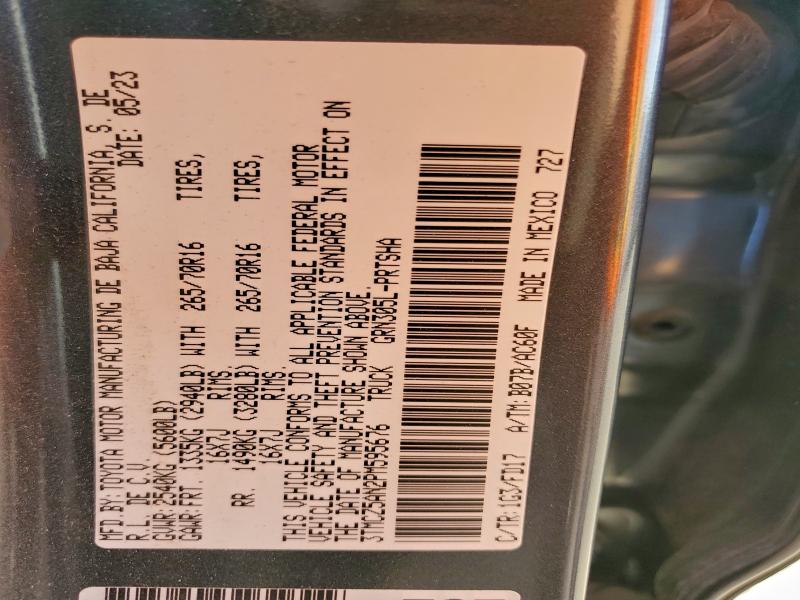 MFD. BY: TOYOTA MOTOR MANUFACTURING DE BAJA CALIFORNIA, S. DE
R.L. DE C.V. DATE: 05/23
GVWR: 2540KG (5600LB)
GAWR: FRT. 1335KG (2940LB) WITH 265/70R16 TIRES,
16X7J RIMS,
RR. 1490KG (3280LB) WITH 265/70R16 TIRES,
16X7J RIMS.
THIS VEHICLE CONFORMS TO ALL APPLICABLE FEDERAL MOTOR
VEHICLE SAFETY AND THEFT PREVENTION STANDARDS IN EFFECT ON
THE DATE OF MANUFACTURE SHOWN ABOVE.
3TMCZ5AN2PM595676 TRUCK GRN305L-PRTSHA
C/TR: 1G3/FD17 A/TM: B07B/AC60F MADE IN MEXICO 727